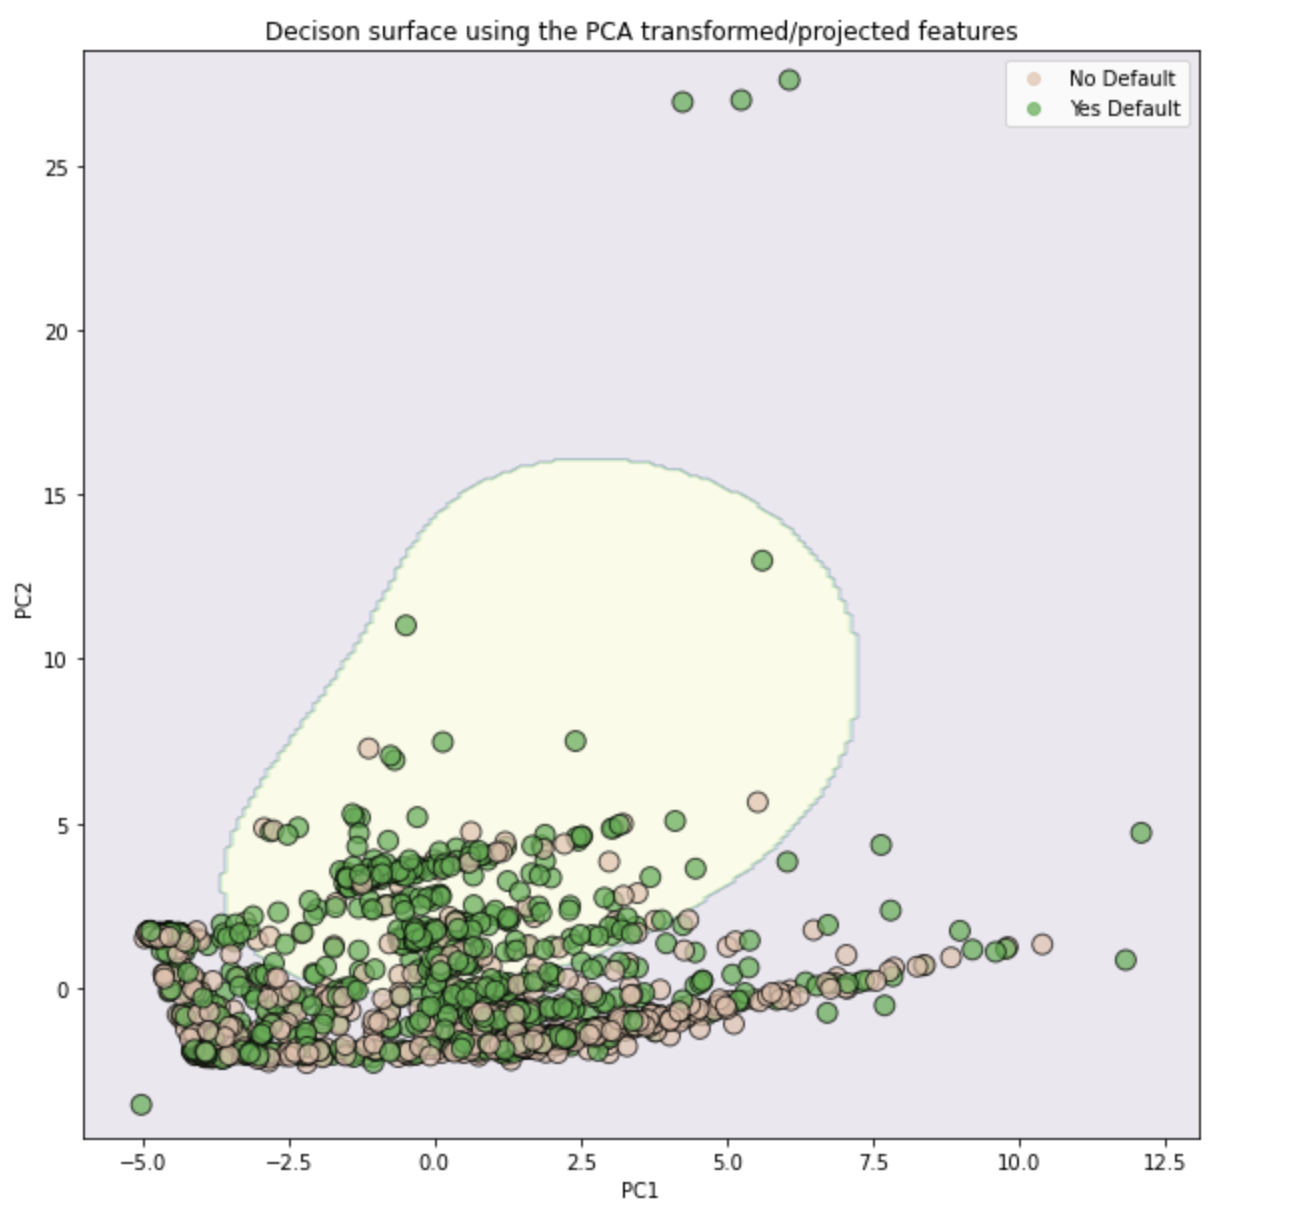 Decison surface using the PCA transformed/projected features
No Default
Yes Default
25
20
15
10
5
0
PC2
−5.0 −2.5 0.0 2.5 5.0 7.5 10.0 12.5
PC1